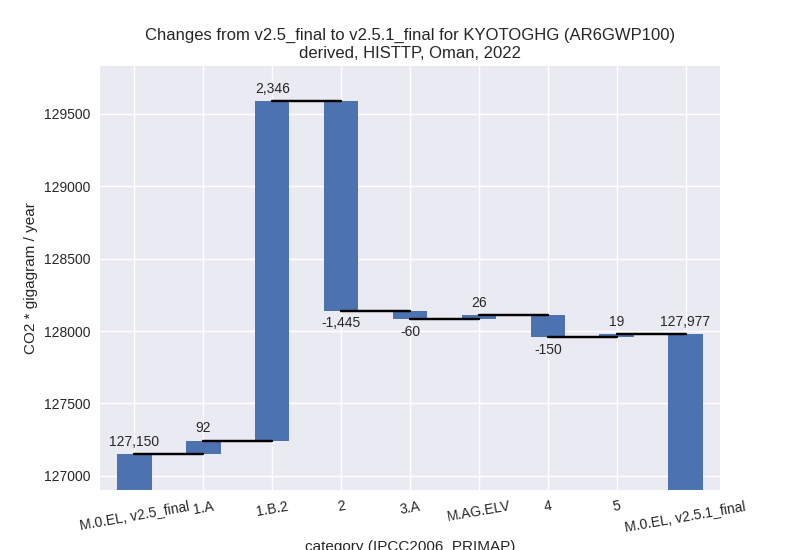 Changes from v2.5_final to v2.5.1_final for KYOTOGHG (AR6GWP100)
derived, HISTTP, Oman, 2022
CO2 * gigagram / year
129500
129000
128500
128000
127500
127000
127,150
92
2,346
-1,445
-60
26
-150
19
127,977
M.0.EL, v2.5_final
1.A
1.B.2
2
3.A
M.AG.ELV
4
5
M.0.EL, v2.5.1_final
category (IPCC2006_PRIMAP)